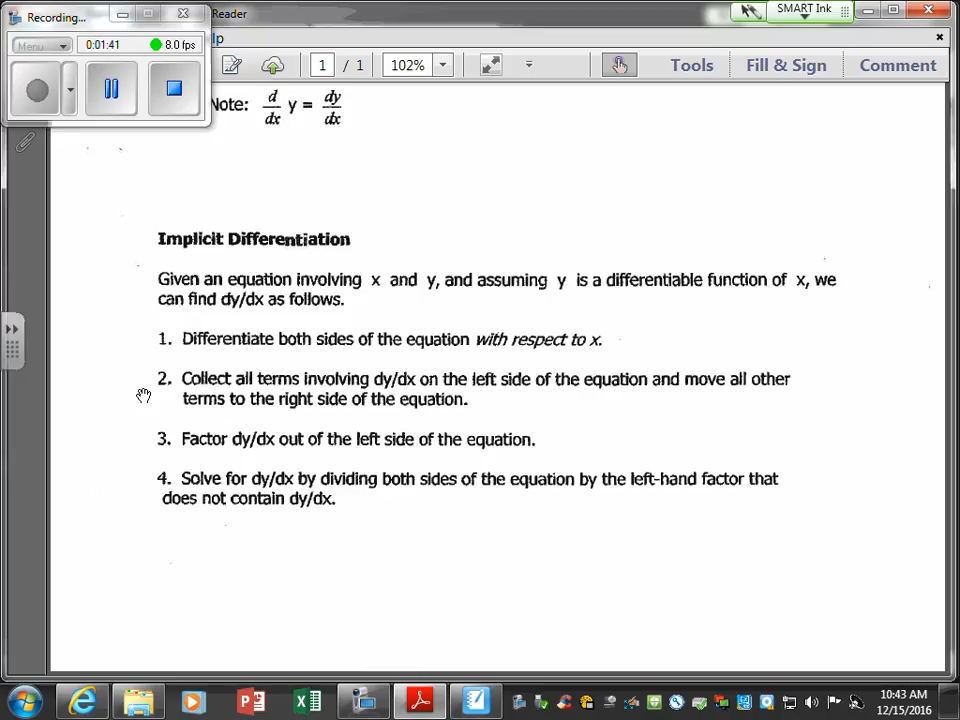 Recording...
Reader
SMART Ink
Menu
0:01:41
8.0 fps
lp
1 / 1
102%
Tools
Fill & Sign
Comment
Note: d/dx y = dy/dx
Implicit Differentiation
Given an equation involving x and y, and assuming y is a differentiable function of x, we
can find dy/dx as follows.
1. Differentiate both sides of the equation with respect to x.
2. Collect all terms involving dy/dx on the left side of the equation and move all other
terms to the right side of the equation.
3. Factor dy/dx out of the left side of the equation.
4. Solve for dy/dx by dividing both sides of the equation by the left-hand factor that
does not contain dy/dx.
10:43 AM
12/15/2016